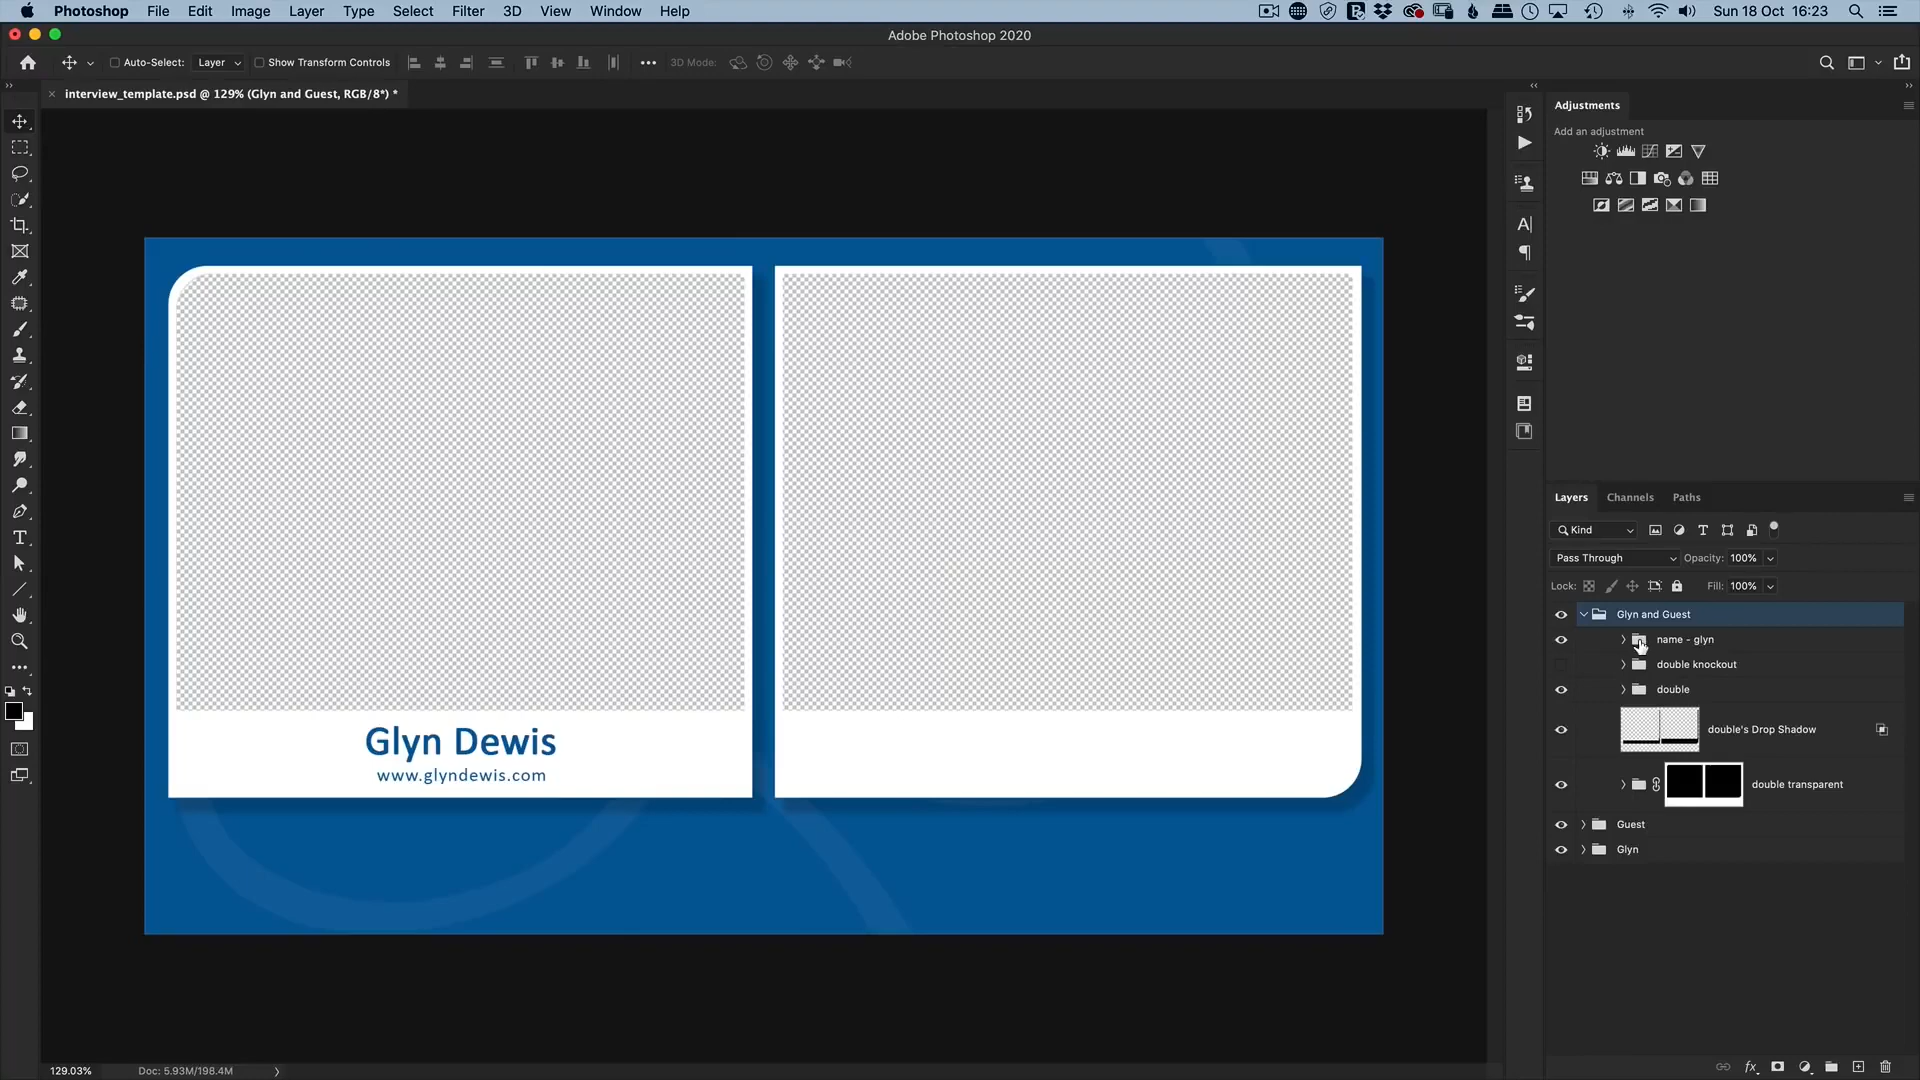 Photoshop File Edit Image Layer Type Select Filter 3D View Window Help Sun 18 Oct 16:23
Adobe Photoshop 2020
Auto-Select: Layer Show Transform Controls 3D Mode:
interview_template.psd @ 129% (Glyn and Guest, RGB/8*) *
Adjustments
Add an adjustment
Layers Channels Paths
Kind
Pass Through Opacity: 100%
Lock: Fill: 100%
Glyn and Guest
name - glyn
double knockout
double
double's Drop Shadow
double transparent
Guest
Glyn
Glyn Dewis
www.glyndewis.com
129.03% Doc: 5.93M/198.4M